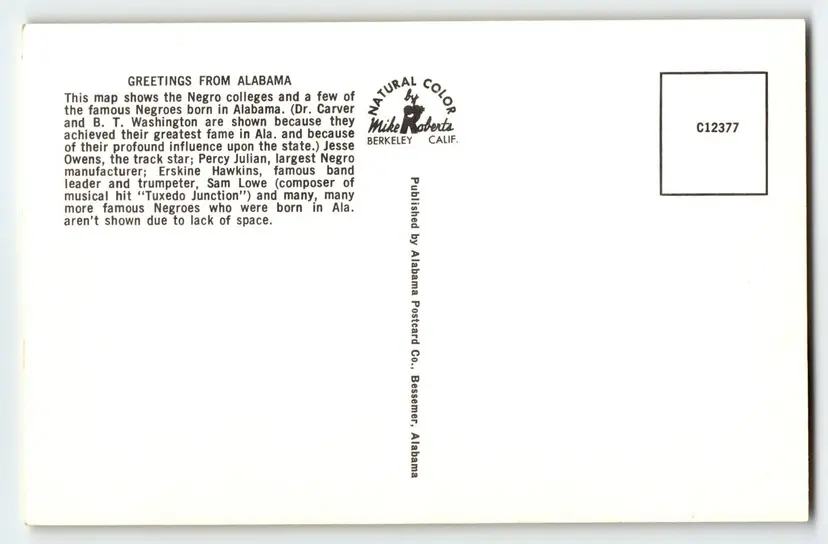 GREETINGS FROM ALABAMA
This map shows the Negro colleges and a few of
the famous Negroes born in Alabama. (Dr. Carver
and B. T. Washington are shown because they
achieved their greatest fame in Ala. and because
of their profound influence upon the state.) Jesse
Owens, the track star; Percy Julian, largest Negro
manufacturer; Erskine Hawkins, famous band
leader and trumpeter, Sam Lowe (composer of
musical hit "Tuxedo Junction") and many, many
more famous Negroes who were born in Ala.
aren't shown due to lack of space.
NATURAL COLOR
by
Mike Roberts
BERKELEY CALIF.
Published by Alabama Postcard Co., Bessemer, Alabama
C12377